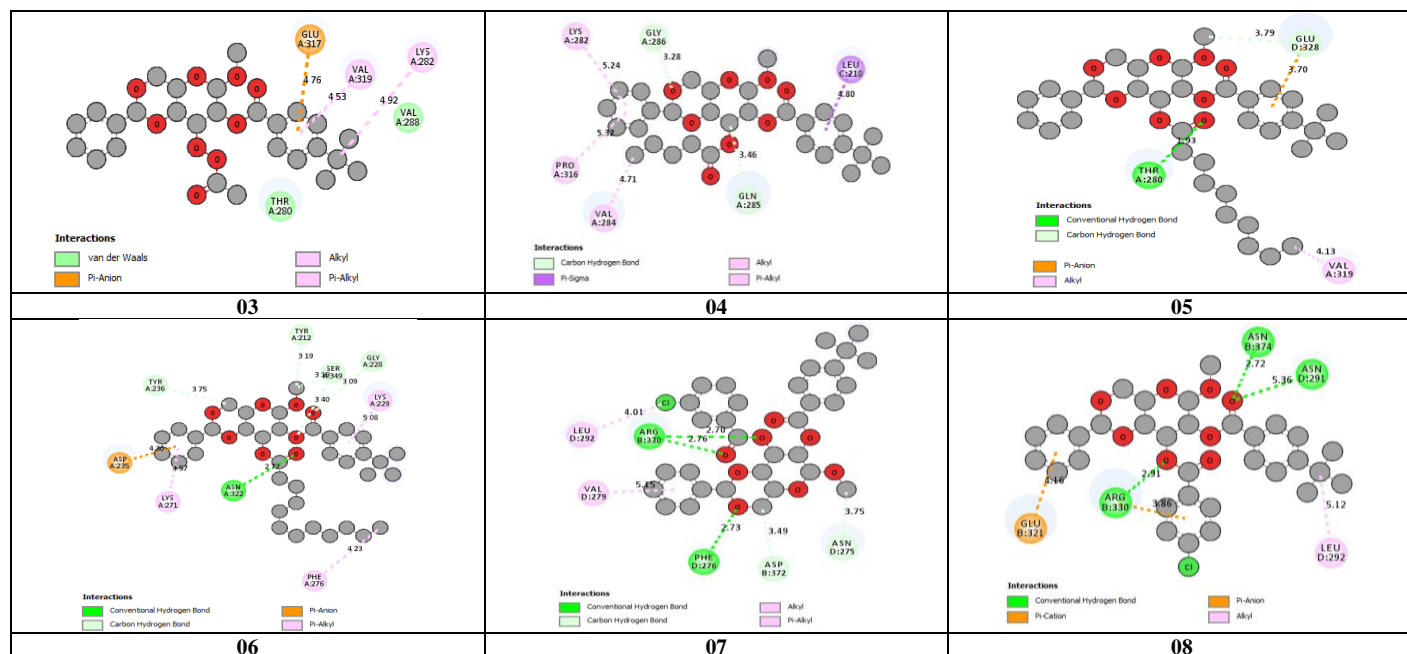 GLU
A:317
4.76
VAL
A:319
4.53
LYS
A:282
4.92
VAL
A:288
THR
A:280
O O O O O O O O O O
Interactions
van der Waals
Pi-Anion
Alkyl
Pi-Alkyl
LYS
A:282
GLY
A:286
5.24
3.28
LEU
C:210
4.80
5.32
PRO
A:316
3.46
4.71
GLN
A:285
VAL
A:284
Interactions
Carbon Hydrogen Bond
Pi-Sigma
Alkyl
Pi-Alkyl
3.79
GLU
D:328
3.70
1.93
THR
A:280
Interactions
Conventional Hydrogen Bond
Carbon Hydrogen Bond
Pi-Anion
Alkyl
4.13
VAL
A:319
03 04 05
TYR
A:212
3.19
SER
A:349
GLY
A:228
3.09
TYR
A:236
3.75
3.40
LYS
A:229
5.08
4.30
ASP
A:235
4.57
2.72
LYS
A:271
ASN
A:322
4.23
PHE
A:276
Interactions
Conventional Hydrogen Bond
Carbon Hydrogen Bond
Pi-Anion
Pi-Alkyl
Cl
4.01
LEU
D:292
ARG
B:330
2.70
2.76
VAL
D:279
5.15
3.75
2.73
3.49
ASN
D:275
PHE
D:276
ASP
B:372
Interactions
Conventional Hydrogen Bond
Carbon Hydrogen Bond
Alkyl
Pi-Alkyl
ASN
B:374
2.72
ASN
D:291
5.36
4.16
2.91
ARG
B:330
3.86
GLU
B:321
5.12
LEU
D:292
Cl
Interactions
Conventional Hydrogen Bond
Pi-Cation
Pi-Anion
Alkyl
06 07 08